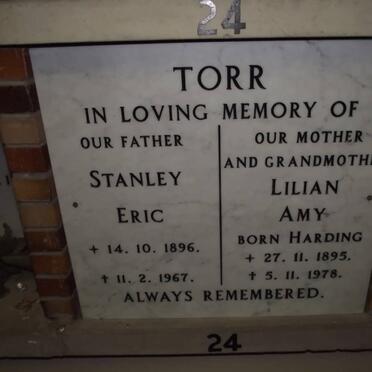 24
TORR
IN LOVING MEMORY OF
OUR FATHER
STANLEY
ERIC
+ 14. 10. 1896.
† 11. 2. 1967.
OUR MOTHER
AND GRANDMOTHE
LILIAN
AMY
BORN HARDING
+ 27. 11. 1895.
† 5. 11. 1978.
ALWAYS REMEMBERED.
24